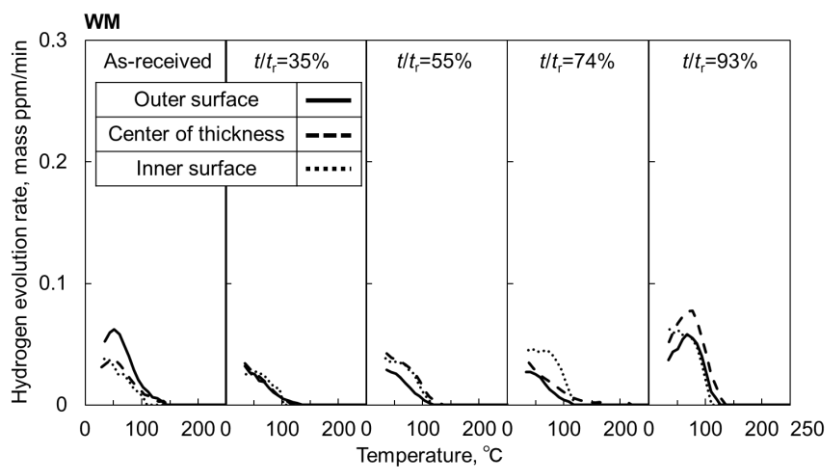 WM
0.3
As-received
t/tr=35%
t/tr=55%
t/tr=74%
t/tr=93%
Outer surface
Center of thickness
Inner surface
0.2
0.1
0
0 100 200 0 100 200 0 100 200 0 100 200 0 100 200 250
Hydrogen evolution rate, mass ppm/min
Temperature, °C